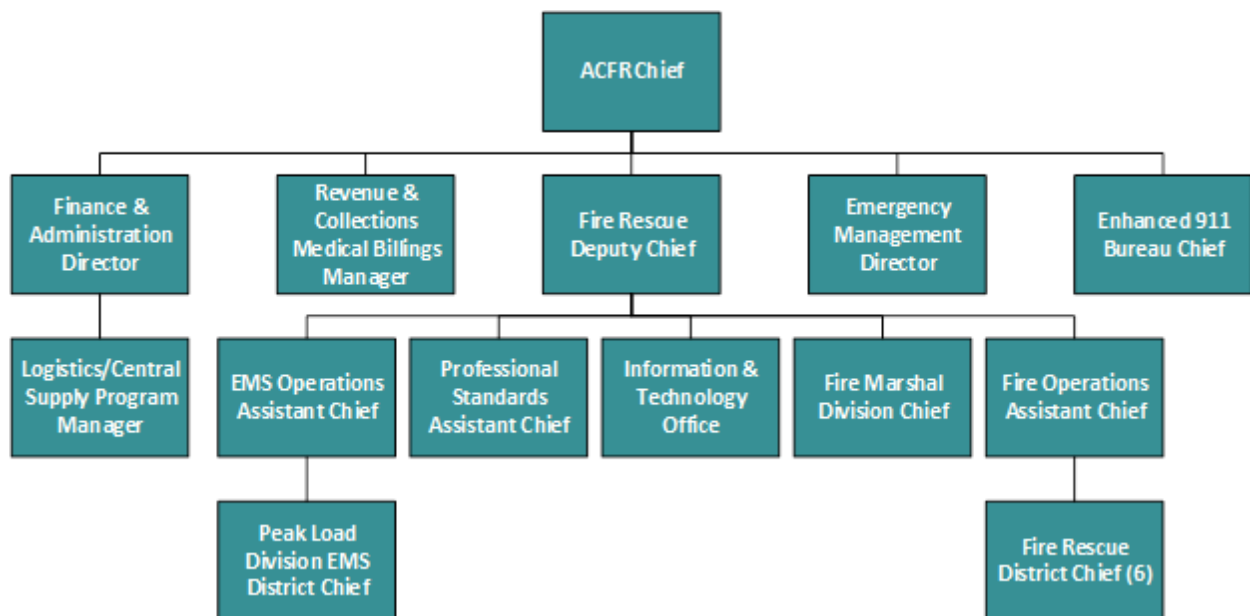 ACFR Chief
Finance &
Administration
Director
Revenue &
Collections
Medical Billings
Manager
Fire Rescue
Deputy Chief
Emergency
Management
Director
Enhanced 911
Bureau Chief
Logistics/Central
Supply Program
Manager
EMS Operations
Assistant Chief
Professional
Standards
Assistant Chief
Information &
Technology
Office
Fire Marshal
Division Chief
Fire Operations
Assistant Chief
Peak Load
Division EMS
District Chief
Fire Rescue
District Chief (6)